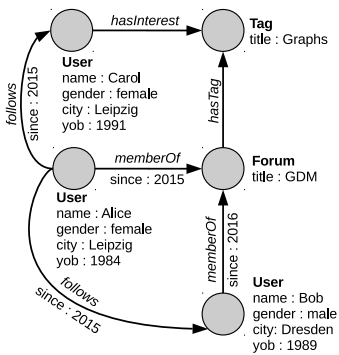 hasInterest
Tag
title : Graphs
follows
since : 2015
User
name : Carol
gender : female
city : Leipzig
yob : 1991
hasTag
memberOf
since : 2015
Forum
title : GDM
User
name : Alice
gender : female
city : Leipzig
yob : 1984
memberOf
since : 2016
follows
since : 2015
User
name : Bob
gender : male
city: Dresden
yob : 1989